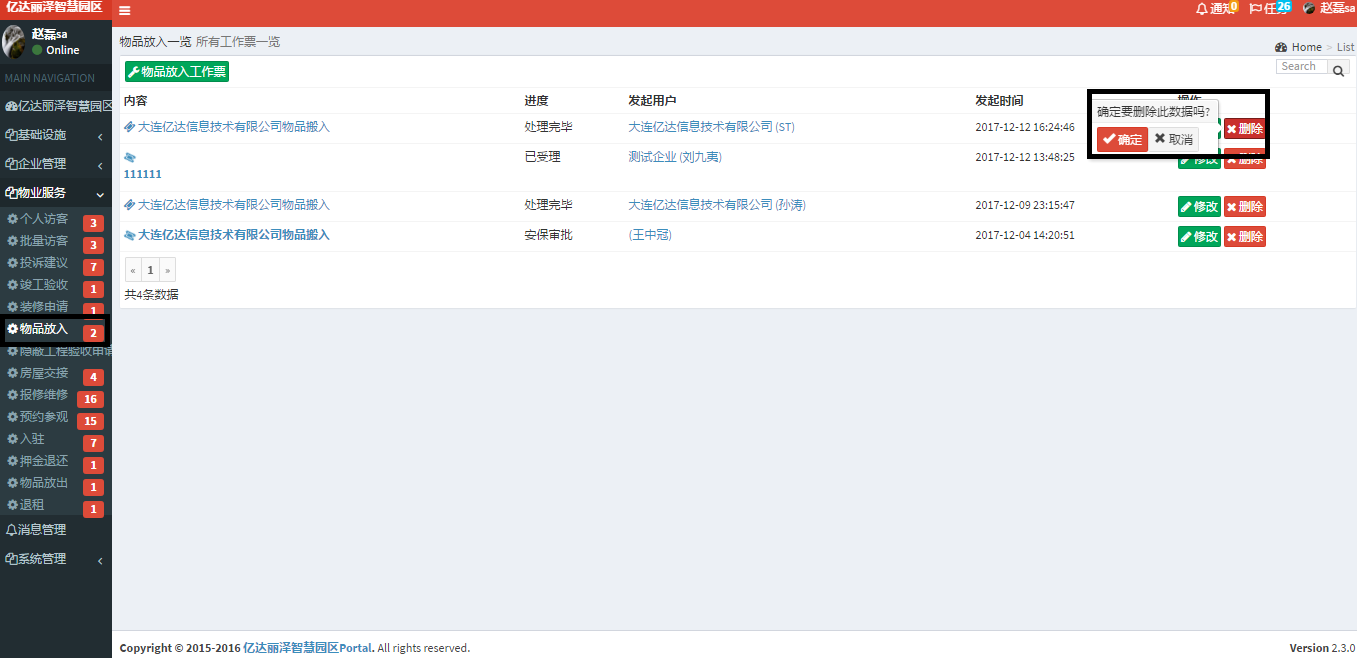 亿达丽泽智慧园区
通知 0
任务 26
赵磊sa
赵磊sa
Online
MAIN NAVIGATION
亿达丽泽智慧园区
基础设施
企业管理
物业服务
个人访客 3
批量访客 3
投诉建议 7
竣工验收 1
装修申请 1
物品放入 2
隐蔽工程验收申请
房屋交接 4
报修维修 16
预约参观 15
入驻 7
押金退还 1
物品放出 1
退租 1
消息管理
系统管理
物品放入一览 所有工作票一览
Home > List
物品放入工作票
Search
内容 进度 发起用户 发起时间 操作
大连亿达信息技术有限公司物品搬入 处理完毕 大连亿达信息技术有限公司 (ST) 2017-12-12 16:24:46 删除
确定要删除此数据吗?
确定 取消
111111 已受理 测试企业 (刘九夷) 2017-12-12 13:48:25 修改 删除
大连亿达信息技术有限公司物品搬入 处理完毕 大连亿达信息技术有限公司 (孙涛) 2017-12-09 23:15:47 修改 删除
大连亿达信息技术有限公司物品搬入 安保审批 (王中冠) 2017-12-04 14:20:51 修改 删除
« 1 »
共4条数据
Copyright © 2015-2016 亿达丽泽智慧园区Portal. All rights reserved.
Version 2.3.0